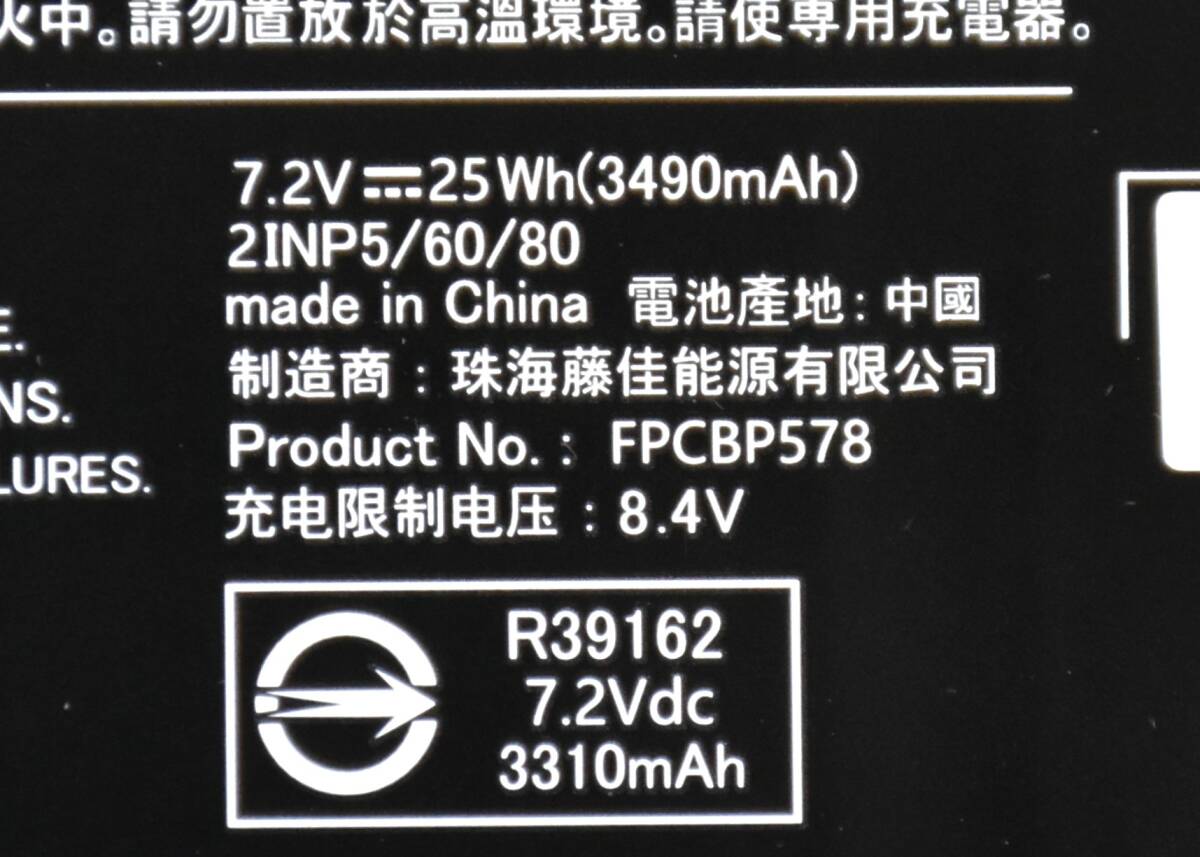 火中。請勿置放於高溫環境。請使專用充電器。
7.2V⎓25Wh(3490mAh)
2INP5/60/80
made in China 電池產地：中國
E.
制造商：珠海藤佳能源有限公司
NS.
Product No.： FPCBP578
LURES.
充电限制电压：8.4V
R39162
7.2Vdc
3310mAh